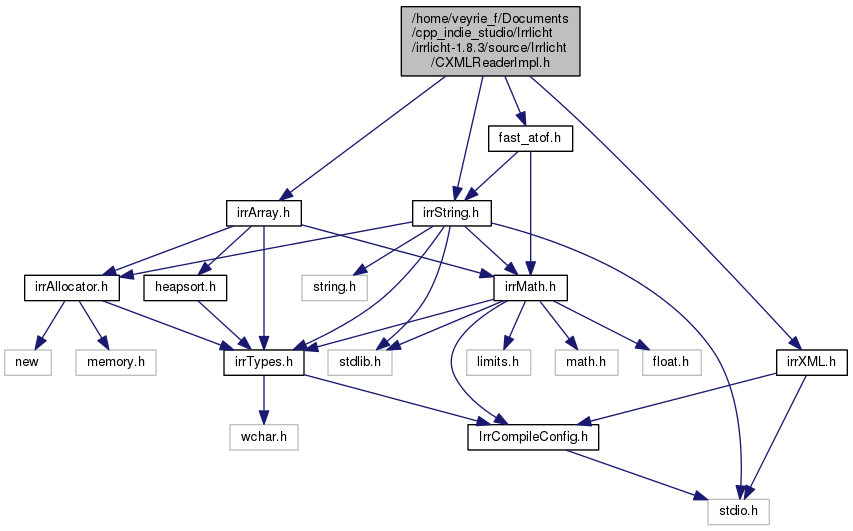 /home/veyrie_f/Documents
/cpp_indie_studio/Irrlicht
/irrlicht-1.8.3/source/Irrlicht
/CXMLReaderImpl.h
fast_atof.h
irrArray.h
irrString.h
irrAllocator.h
heapsort.h
string.h
irrMath.h
new
memory.h
irrTypes.h
stdlib.h
limits.h
math.h
float.h
irrXML.h
wchar.h
IrrCompileConfig.h
stdio.h